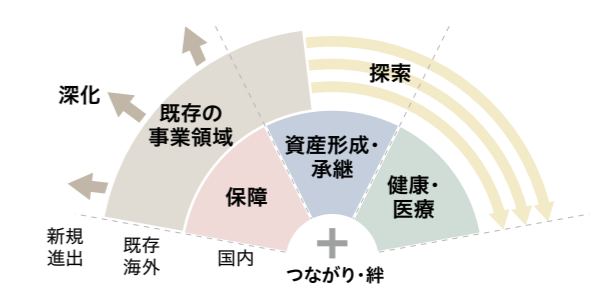 深化
探索
既存の
事業領域
資産形成・
承継
保障
健康・
医療
新規
進出
既存
海外
国内
つながり・絆